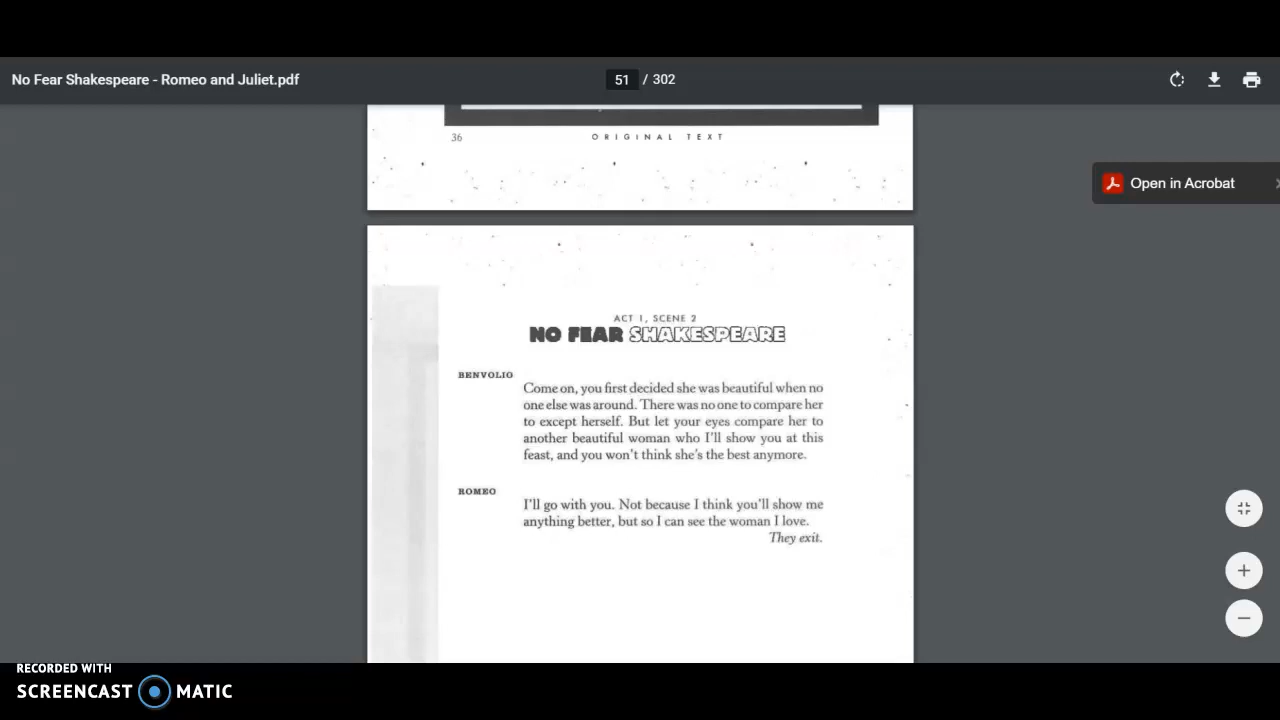 No Fear Shakespeare - Romeo and Juliet.pdf
51 / 302
36
ORIGINAL TEXT
Open in Acrobat
ACT 1, SCENE 2
NO FEAR SHAKESPEARE
BENVOLIO
Come on, you first decided she was beautiful when no
one else was around. There was no one to compare her
to except herself. But let your eyes compare her to
another beautiful woman who I'll show you at this
feast, and you won't think she's the best anymore.
ROMEO
I'll go with you. Not because I think you'll show me
anything better, but so I can see the woman I love.
They exit.
RECORDED WITH
SCREENCAST MATIC